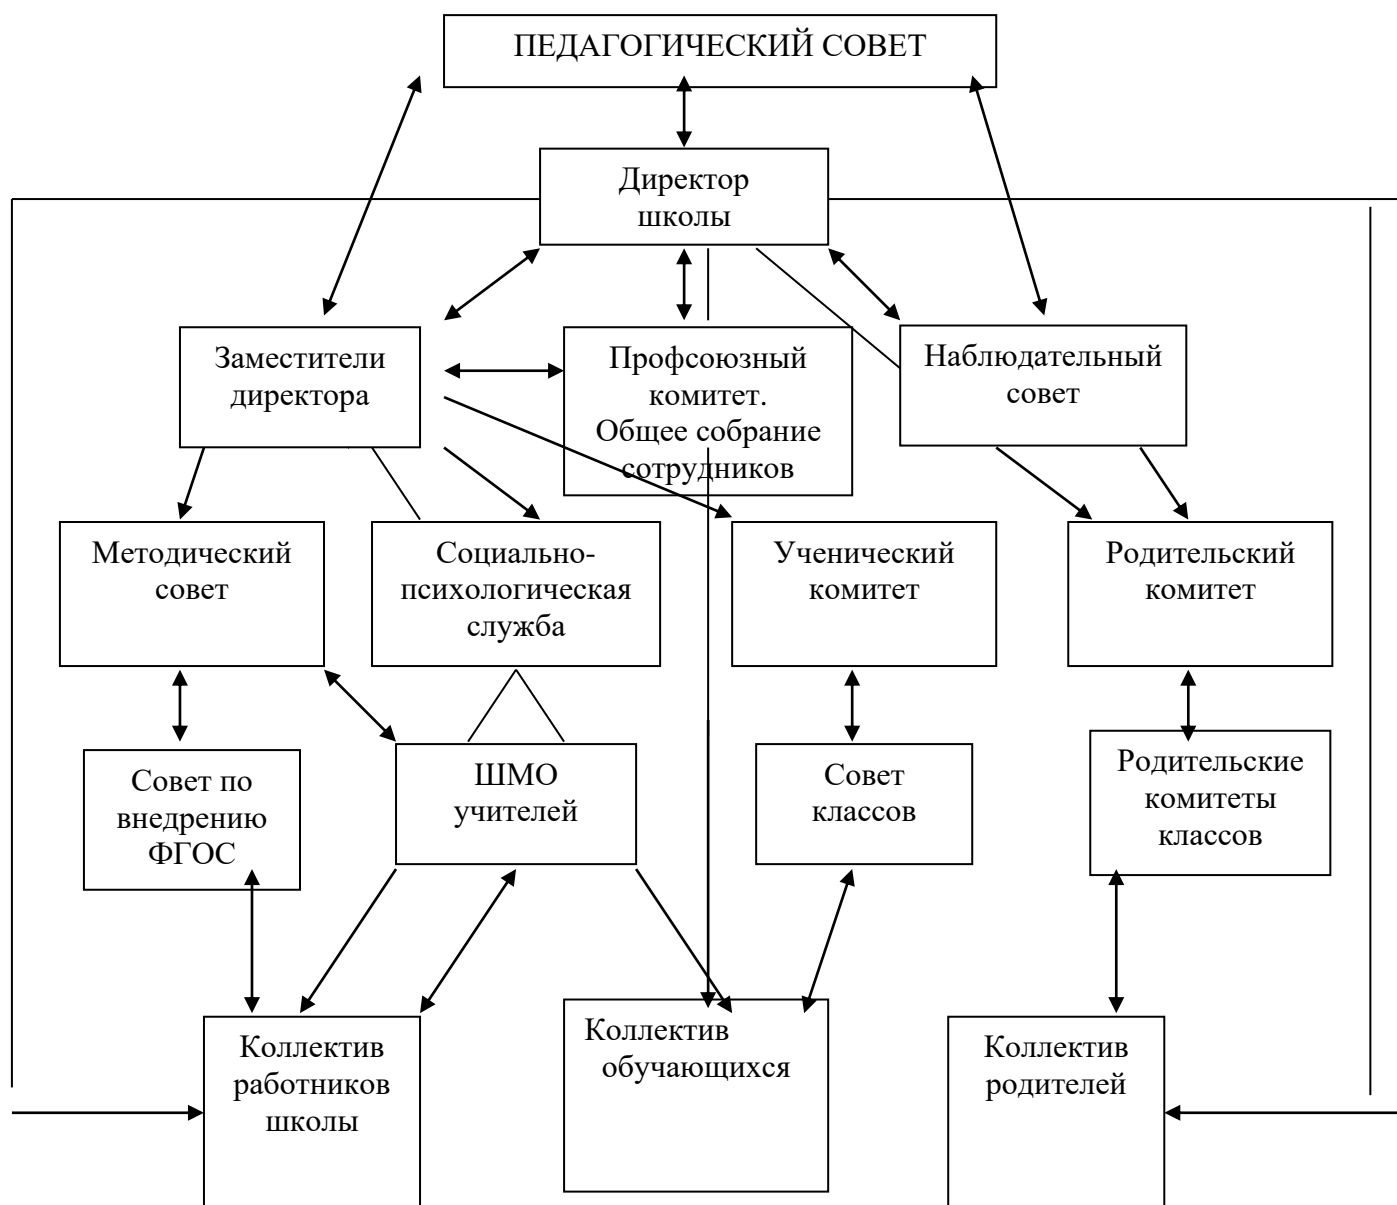 ПЕДАГОГИЧЕСКИЙ СОВЕТ
Директор
школы
Заместители
директора
Профсоюзный
комитет.
Общее собрание
сотрудников
Наблюдательный
совет
Методический
совет
Социально-
психологическая
служба
Ученический
комитет
Родительский
комитет
Совет по
внедрению
ФГОС
ШМО
учителей
Совет
классов
Родительские
комитеты
классов
Коллектив
работников
школы
Коллектив
обучающихся
Коллектив
родителей